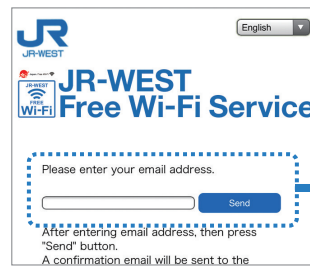 English
JR-WEST
JR-WEST
FREE
Wi-Fi
JR-WEST
Free Wi-Fi Service
Please enter your email address.
Send
After entering email address, then press
"Send" button.
A confirmation email will be sent to the